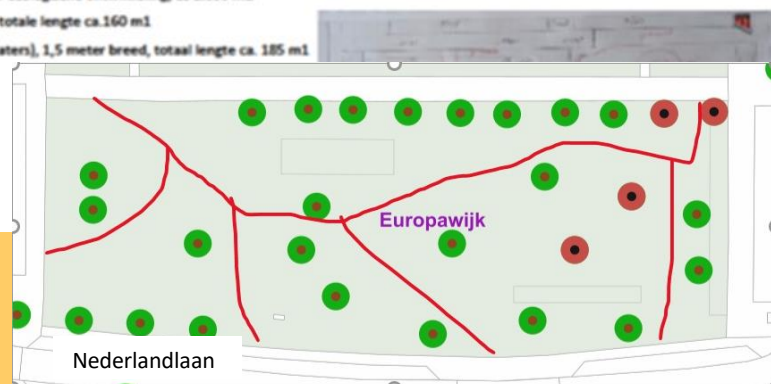 totale lengte ca.160 m1
aters), 1,5 meter breed, totaal lengte ca. 185 m1
Europawijk
Nederlandlaan